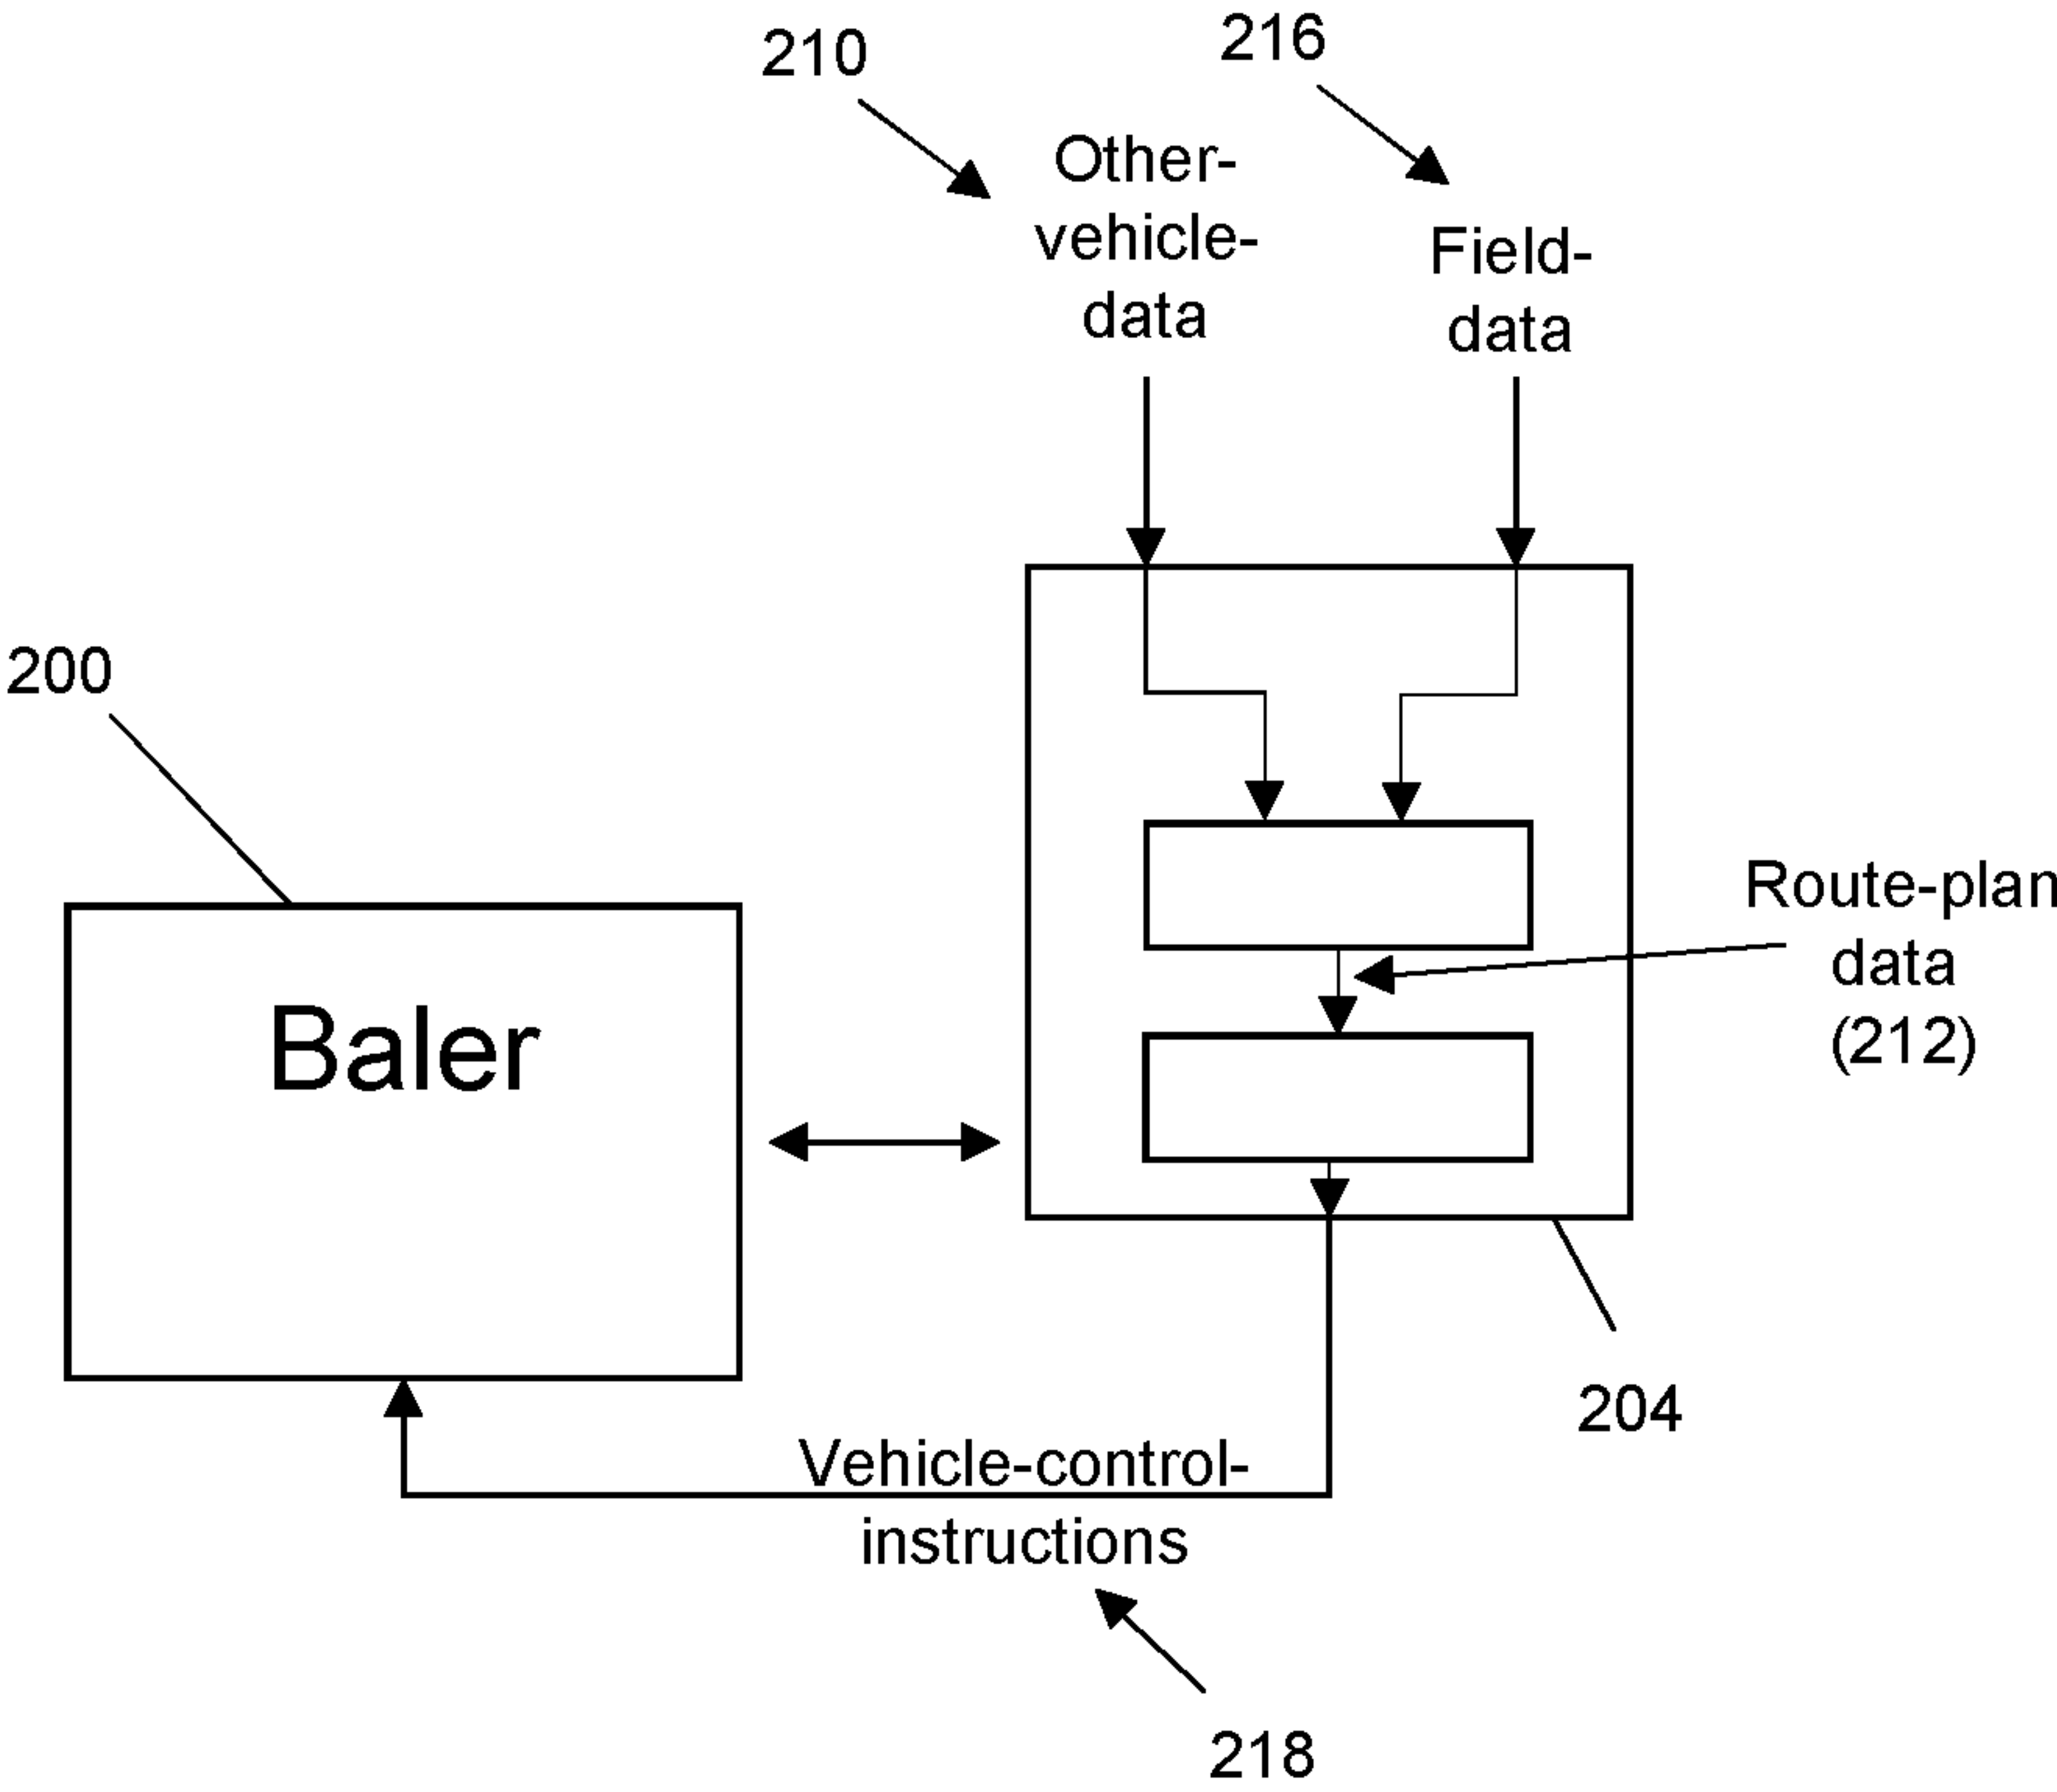 210
216
Other-
vehicle-
data
Field-
data
200
Baler
Route-plan
data
(212)
204
Vehicle-control-
instructions
218